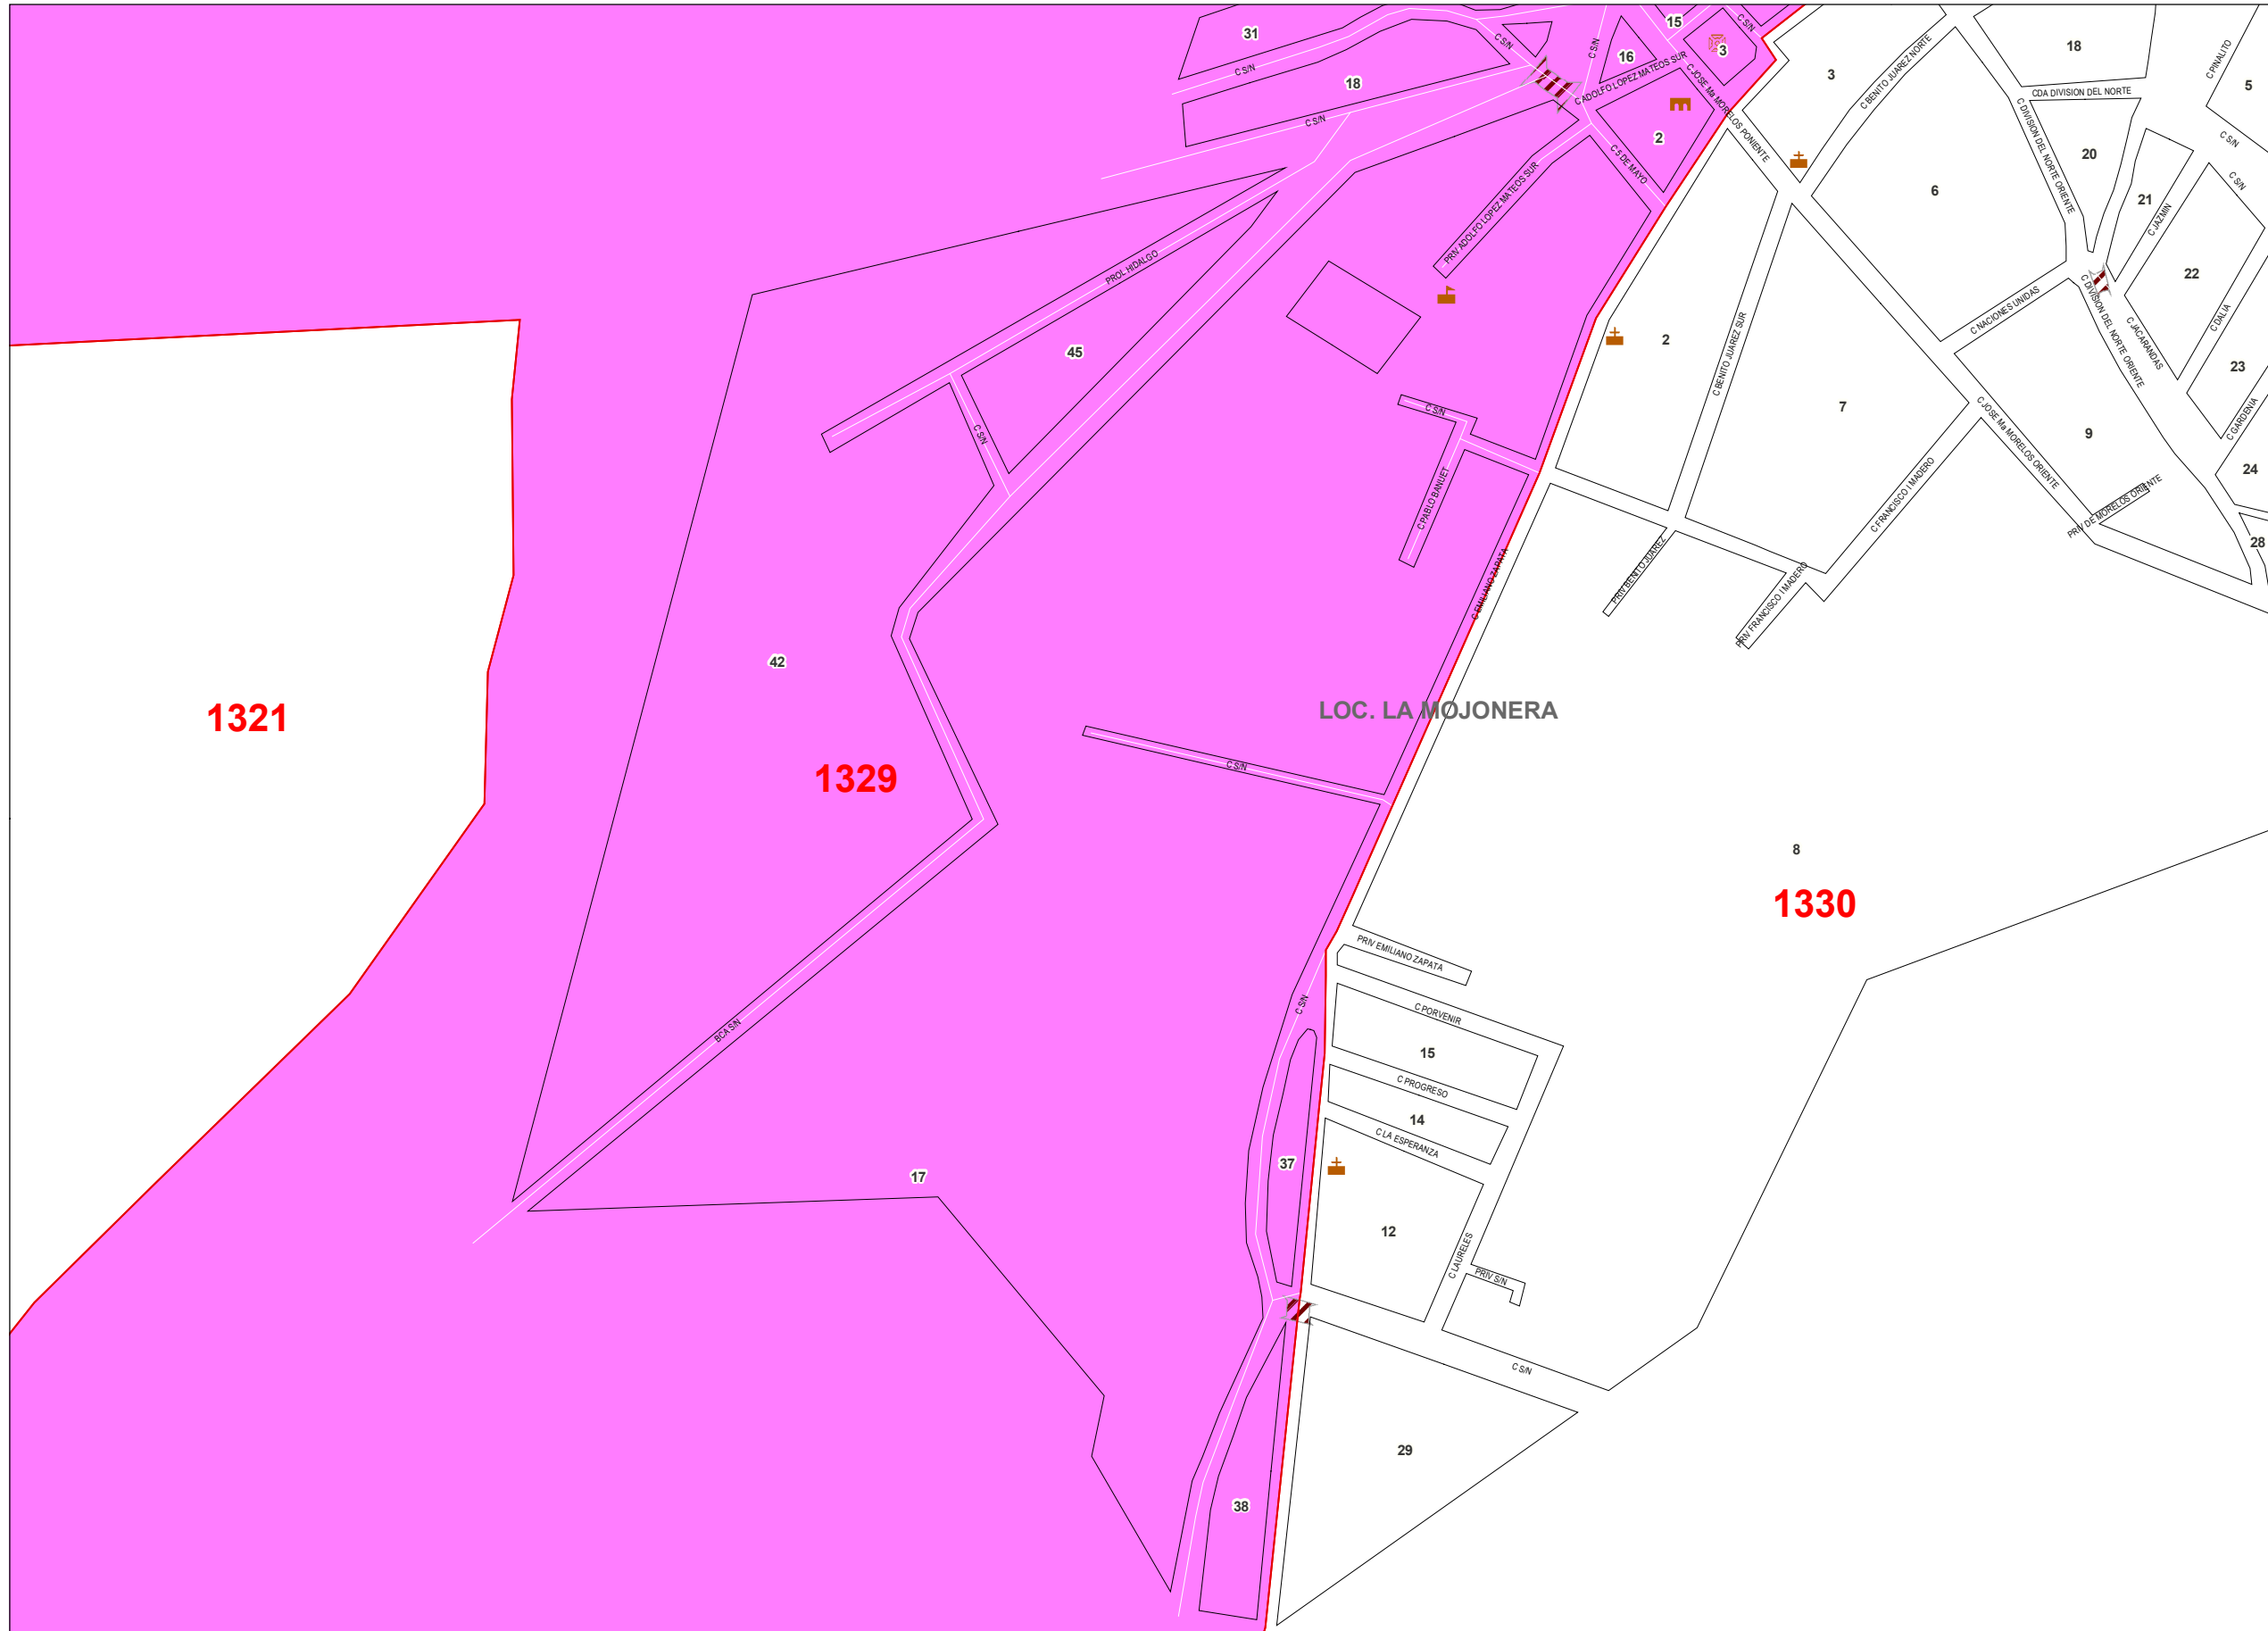 31
C S/N
18
C S/N
C S/N
C S/N
16
15
C S/N
3
C ADOLFO LOPEZ MATEOS SUR
C JOSE Ma MORELOS PONIENTE
2
C 5 DE MAYO
PRIV ADOLFO LOPEZ MATEOS SUR
3
C BENITO JUAREZ NORTE
18
C PINALITO
5
CDA DIVISION DEL NORTE
C DIVISION DEL NORTE ORIENTE
20
C S/N
21
C S/N
C JAZMIN
6
22
C DALIA
C NACIONES UNIDAS
C DIVISION DEL NORTE ORIENTE
C JACARANDAS
23
C GARDENIA
24
28
PROL HIDALGO
45
C S/N
2
C BENITO JUAREZ SUR
7
9
C JOSE Ma MORELOS ORIENTE
PRIV DE MORELOS ORIENTE
C FRANCISCO I MADERO
C S/N
C PABLO BANUET
C EMILIANO ZAPATA
PRIV BENITO JUAREZ
PRIV FRANCISCO I MADERO
42
1321
LOC. LA MOJONERA
1329
C S/N
8
1330
PRIV EMILIANO ZAPATA
C S/N
C PORVENIR
BCA S/N
15
C PROGRESO
14
C LA ESPERANZA
37
17
12
C LAURELES
PRIV S/N
C S/N
29
38